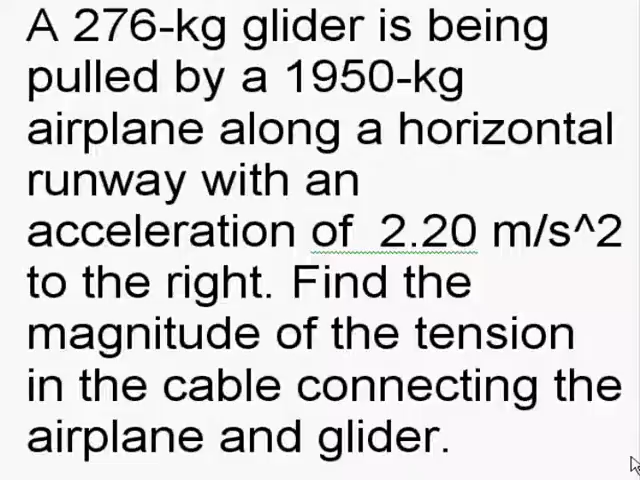 A 276-kg glider is being
pulled by a 1950-kg
airplane along a horizontal
runway with an
acceleration of  2.20 m/s^2
to the right. Find the
magnitude of the tension
in the cable connecting the
airplane and glider.